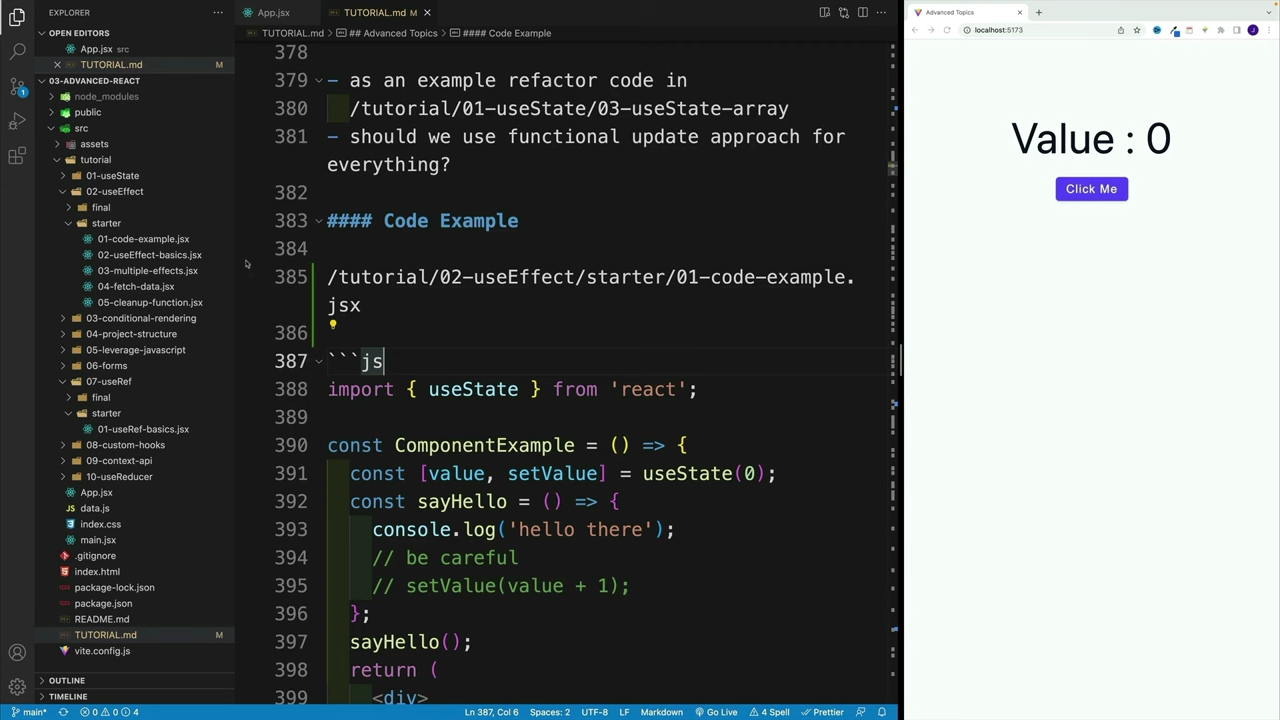 EXPLORER
OPEN EDITORS
App.jsx src
TUTORIAL.md M
03-ADVANCED-REACT
node_modules
public
src
assets
tutorial
01-useState
02-useEffect
final
starter
01-code-example.jsx
02-useEffect-basics.jsx
03-multiple-effects.jsx
04-fetch-data.jsx
05-cleanup-function.jsx
03-conditional-rendering
04-project-structure
05-leverage-javascript
06-forms
07-useRef
final
starter
01-useRef-basics.jsx
08-custom-hooks
09-context-api
10-useReducer
App.jsx
data.js
index.css
main.jsx
.gitignore
index.html
package-lock.json
package.json
README.md
TUTORIAL.md M
vite.config.js
OUTLINE
TIMELINE
App.jsx
TUTORIAL.md M
TUTORIAL.md > ## Advanced Topics > #### Code Example
378
379 - as an example refactor code in
380 /tutorial/01-useState/03-useState-array
381 - should we use functional update approach for
everything?
382
383 #### Code Example
384
385 /tutorial/02-useEffect/starter/01-code-example.
jsx
386
387 ```js
388 import { useState } from 'react';
389
390 const ComponentExample = () => {
391 const [value, setValue] = useState(0);
392 const sayHello = () => {
393 console.log('hello there');
394 // be careful
395 // setValue(value + 1);
396 };
397 sayHello();
398 return (
399 <div>
main* 0 0 4
Ln 387, Col 6 Spaces: 2 UTF-8 LF Markdown Go Live 4 Spell Prettier
1
Advanced Topics
localhost:5173
J
Value : 0
Click Me